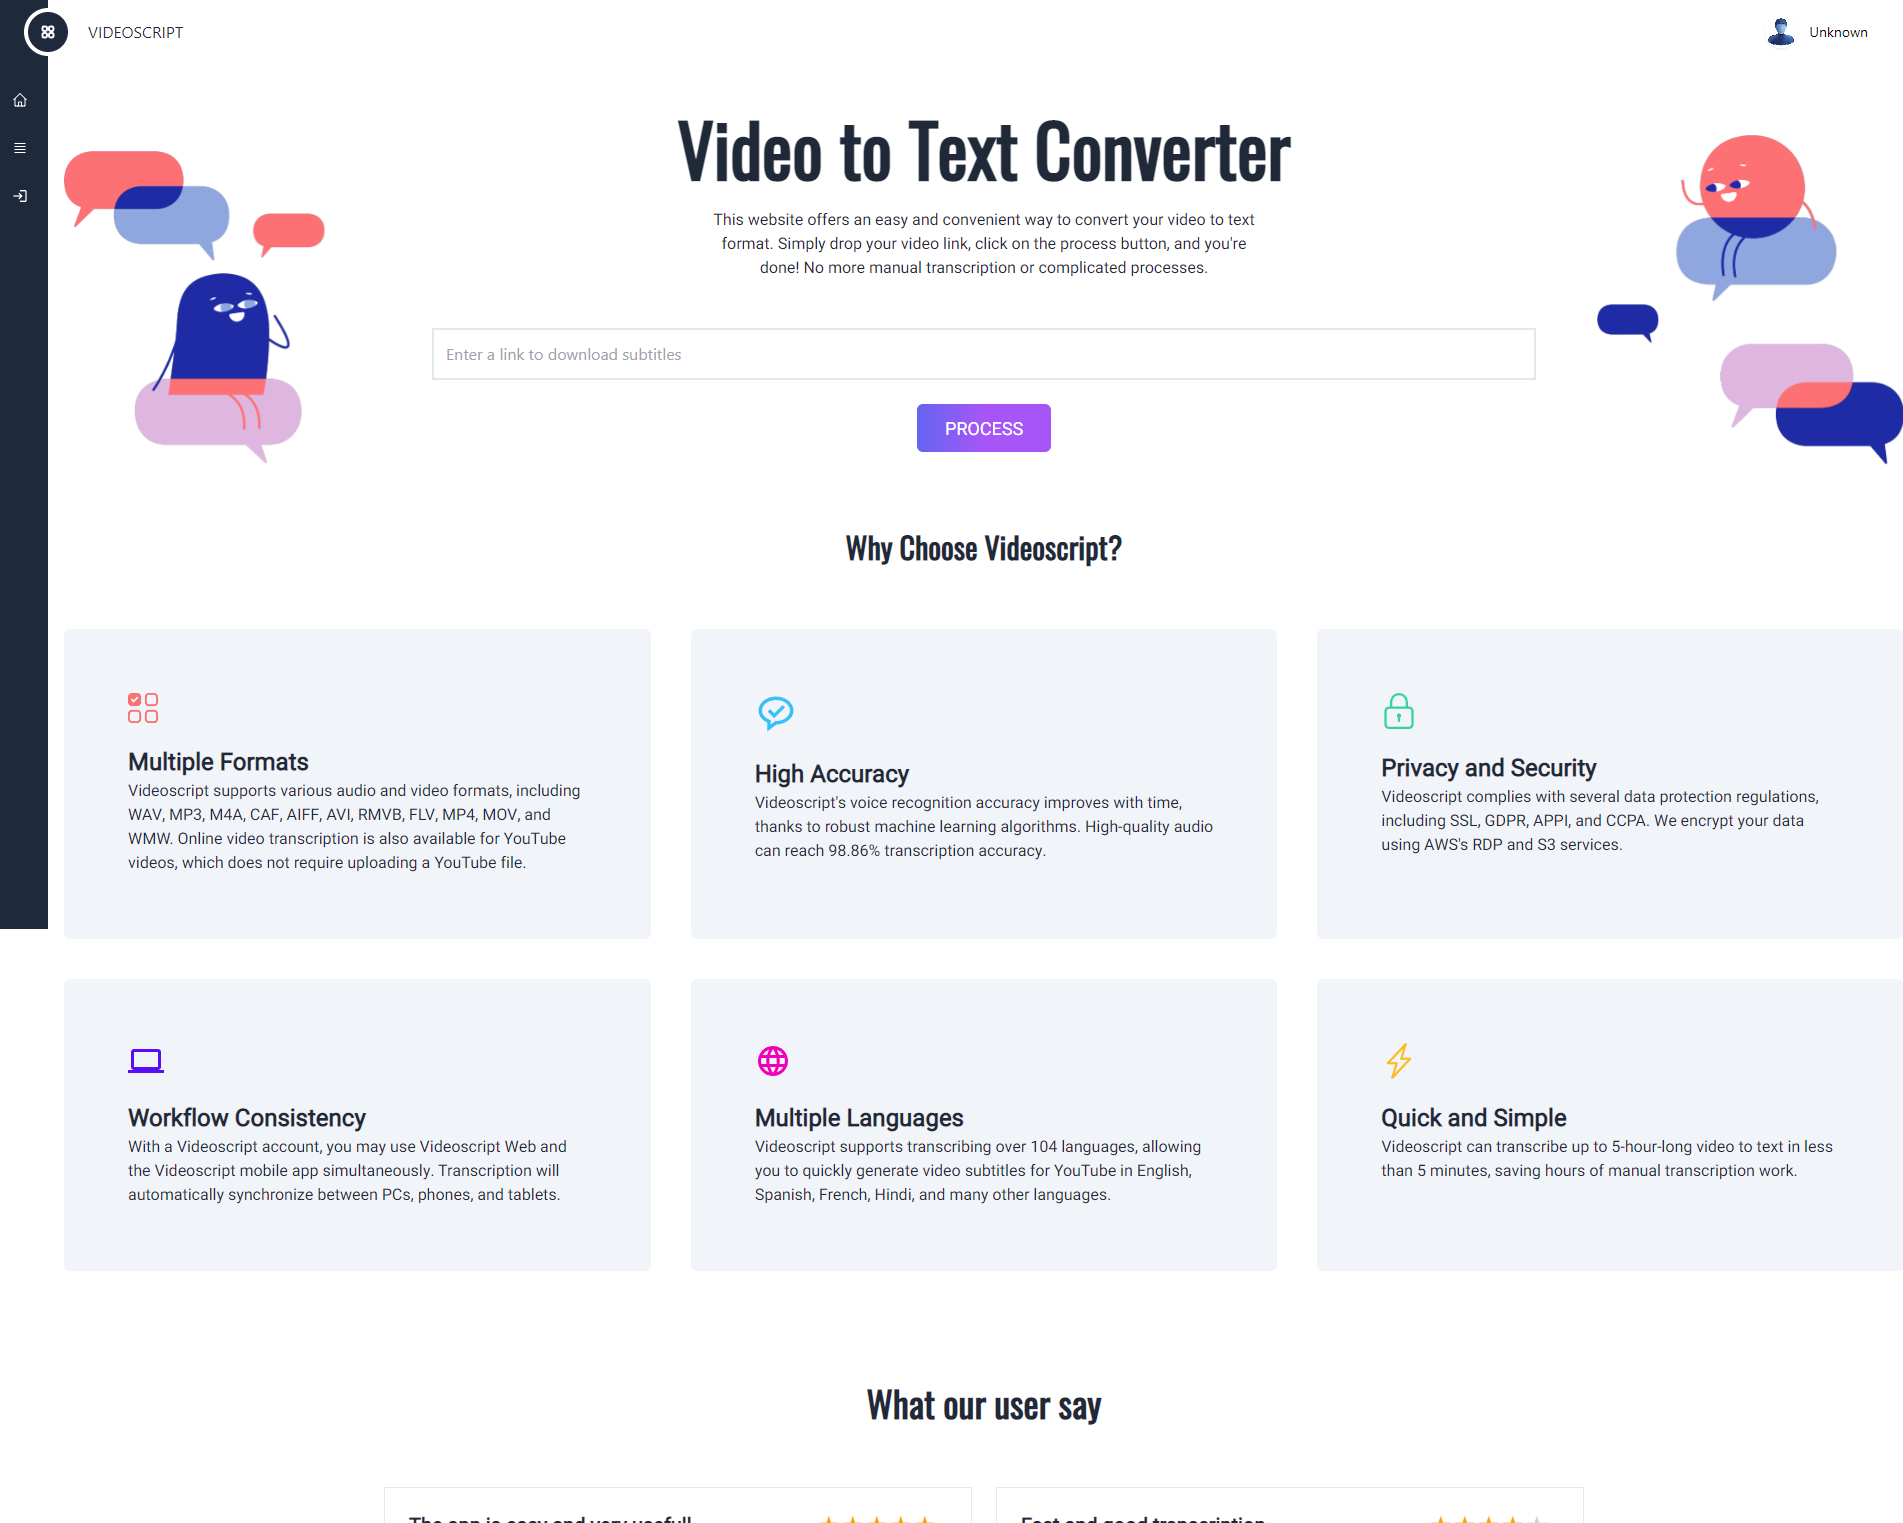 VIDEOSCRIPT
Unknown
Video to Text Converter
This website offers an easy and convenient way to convert your video to text
format. Simply drop your video link, click on the process button, and you're
done! No more manual transcription or complicated processes.
Enter a link to download subtitles
PROCESS
Why Choose Videoscript?
Multiple Formats
Videoscript supports various audio and video formats, including
WAV, MP3, M4A, CAF, AIFF, AVI, RMVB, FLV, MP4, MOV, and
WMW. Online video transcription is also available for YouTube
videos, which does not require uploading a YouTube file.
High Accuracy
Videoscript's voice recognition accuracy improves with time,
thanks to robust machine learning algorithms. High-quality audio
can reach 98.86% transcription accuracy.
Privacy and Security
Videoscript complies with several data protection regulations,
including SSL, GDPR, APPI, and CCPA. We encrypt your data
using AWS's RDP and S3 services.
Workflow Consistency
With a Videoscript account, you may use Videoscript Web and
the Videoscript mobile app simultaneously. Transcription will
automatically synchronize between PCs, phones, and tablets.
Multiple Languages
Videoscript supports transcribing over 104 languages, allowing
you to quickly generate video subtitles for YouTube in English,
Spanish, French, Hindi, and many other languages.
Quick and Simple
Videoscript can transcribe up to 5-hour-long video to text in less
than 5 minutes, saving hours of manual transcription work.
What our user say
The app is easy and very usefull
Fast and good transcription